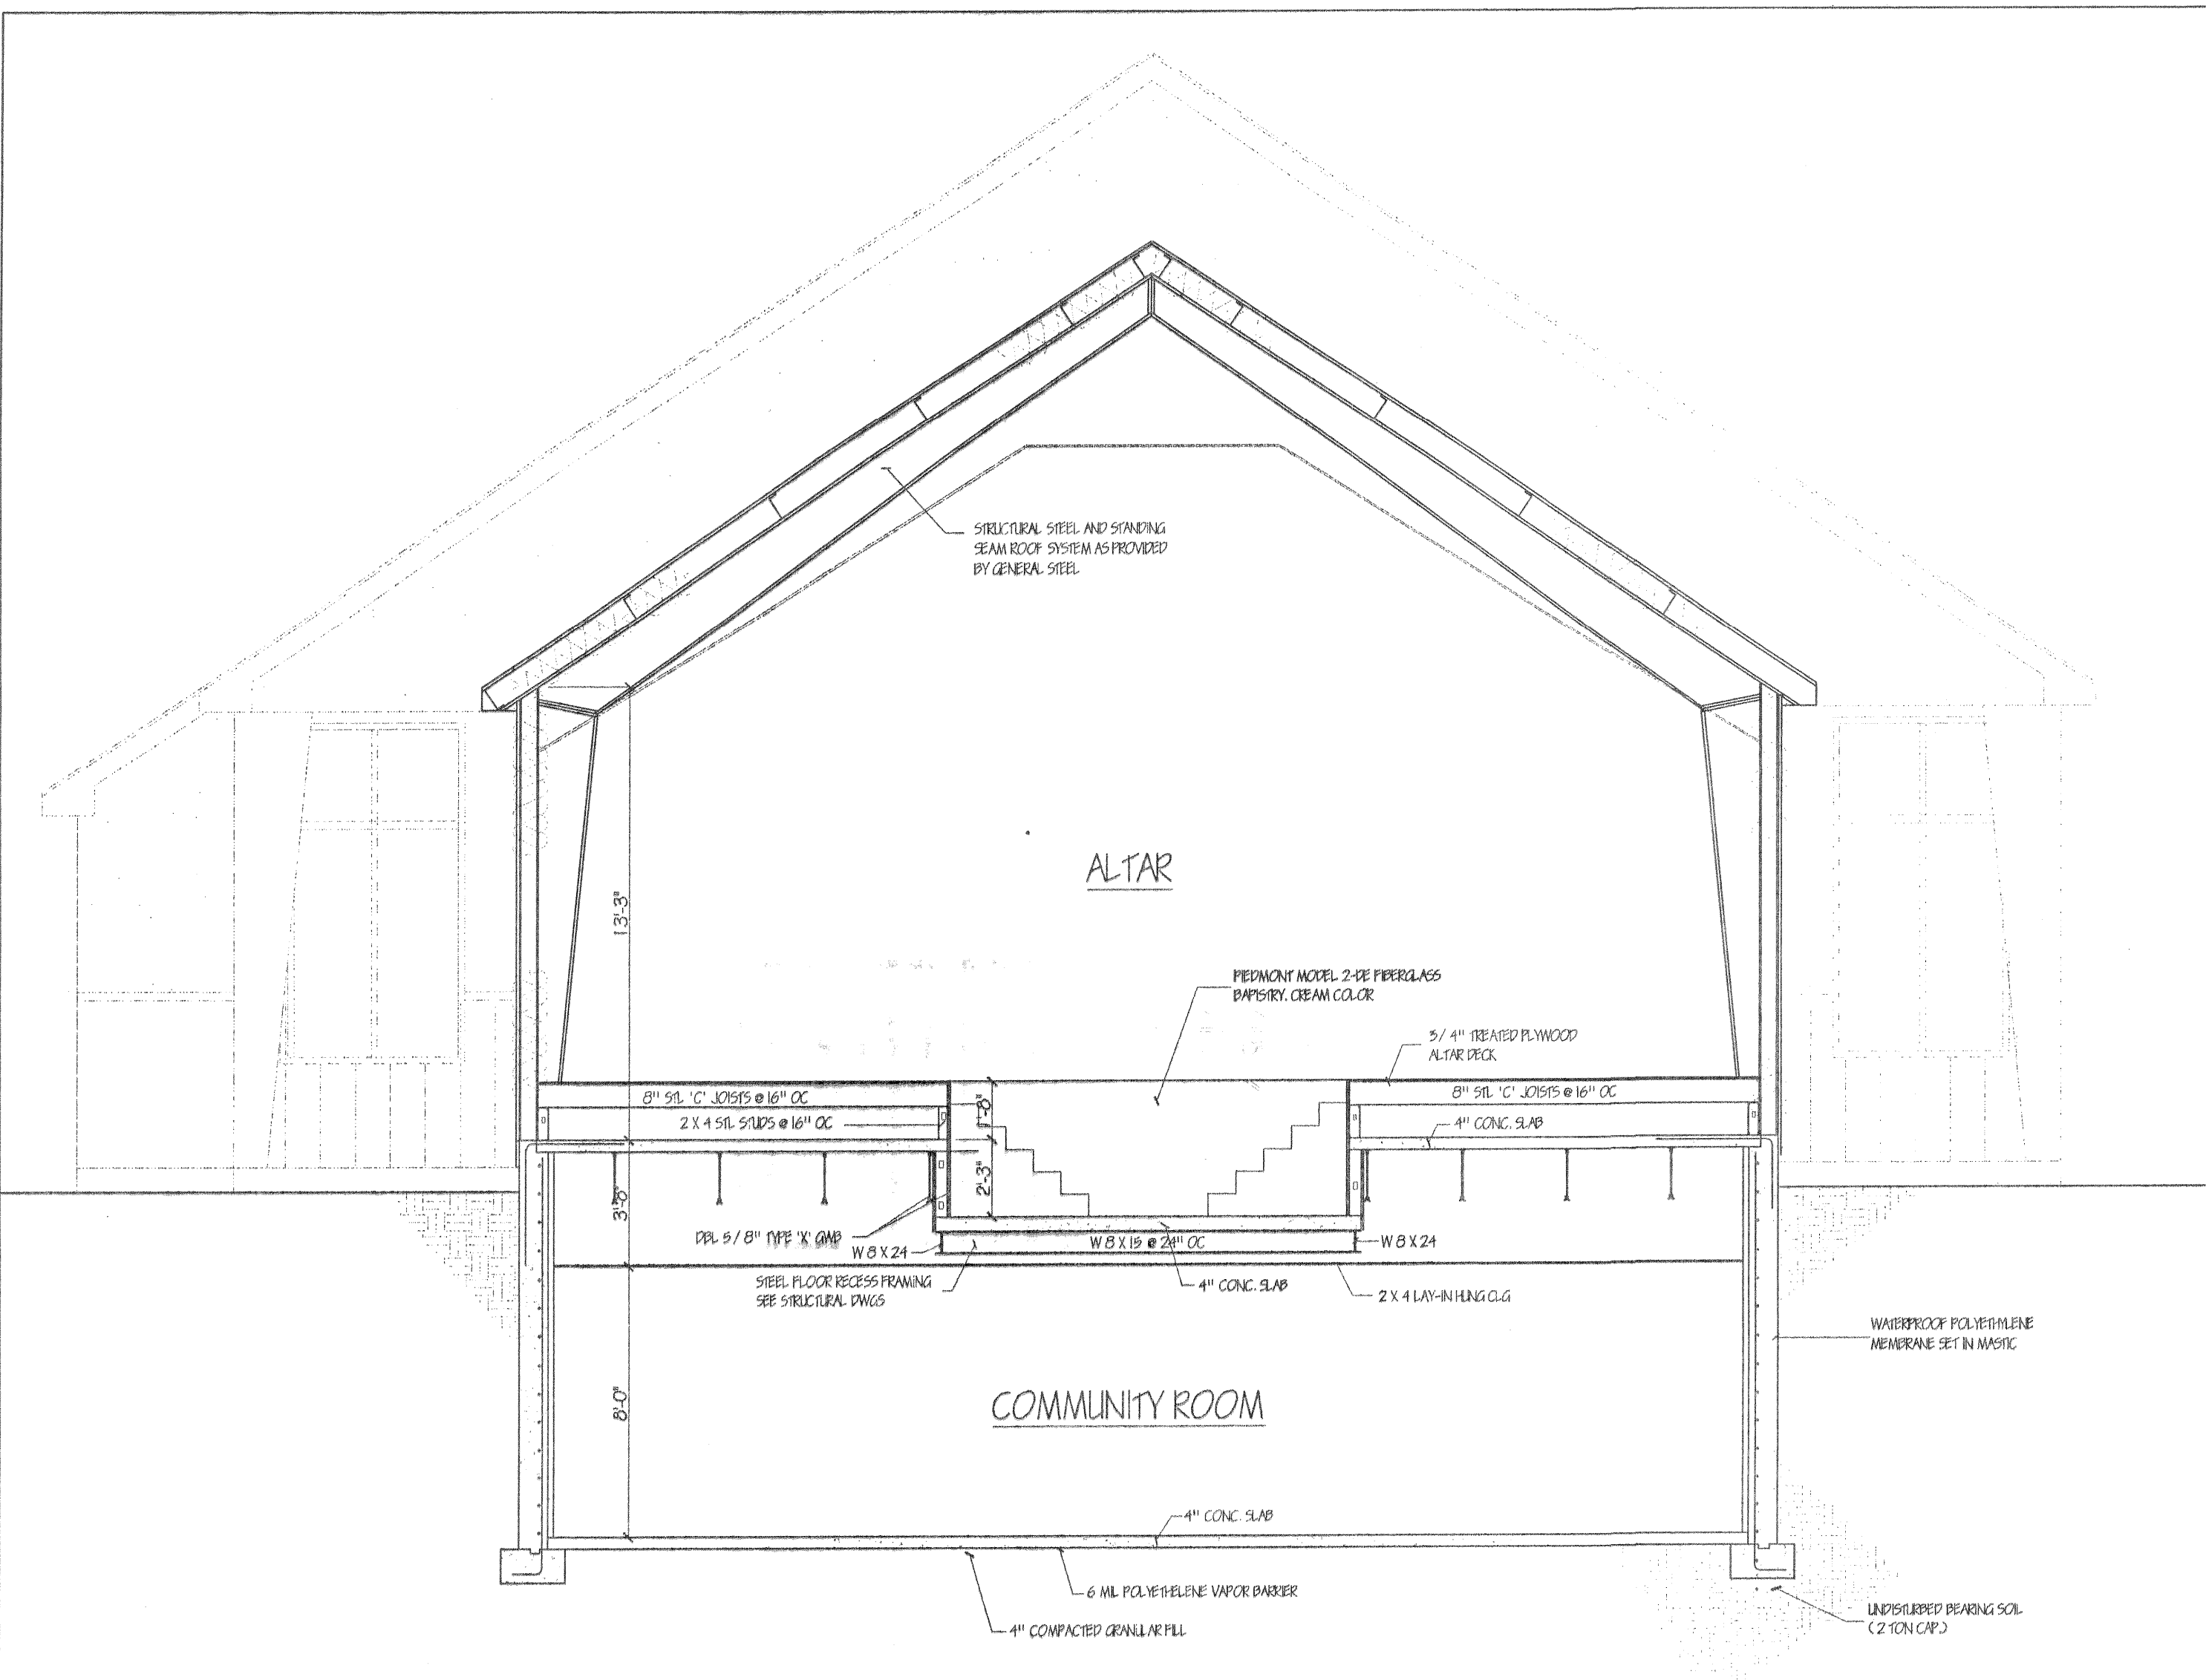 STRUCTURAL STEEL AND STANDING
SEAM ROOF SYSTEM AS PROVIDED
BY GENERAL STEEL
13'-3"
ALTAR
PIEDMONT MODEL 2-DE FIBERGLASS
BAPISTRY. CREAM COLOR
3/4" TREATED PLYWOOD
ALTAR DECK
8" STL 'C' JOISTS @ 16" OC
1'-8"
8" STL 'C' JOISTS @ 16" OC
2 X 4 STL STUDS @ 16" OC
4" CONC. SLAB
2'-3"
3'-8"
DBL 5/8" TYPE 'X' GWB
W 8 X 24
W 8 X 15 @ 24" OC
W 8 X 24
STEEL FLOOR RECESS FRAMING
SEE STRUCTURAL DWGS
4" CONC. SLAB
2 X 4 LAY-IN HUNG CLG
WATERPROOF POLYETHYLENE
MEMBRANE SET IN MASTIC
8'-0"
COMMUNITY ROOM
4" CONC. SLAB
6 MIL POLYETHELENE VAPOR BARRIER
4" COMPACTED GRANULAR FILL
UNDISTURBED BEARING SOIL
(2 TON CAP.)